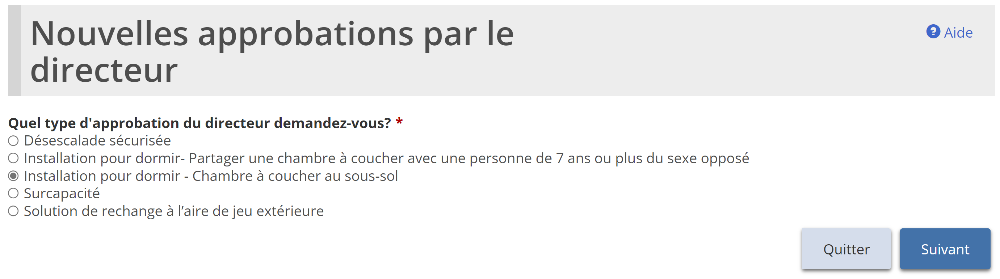 Nouvelles approbations par le
directeur
Aide
Quel type d'approbation du directeur demandez-vous? *
Désescalade sécurisée
Installation pour dormir- Partager une chambre à coucher avec une personne de 7 ans ou plus du sexe opposé
Installation pour dormir - Chambre à coucher au sous-sol
Surcapacité
Solution de rechange à l’aire de jeu extérieure
Quitter
Suivant